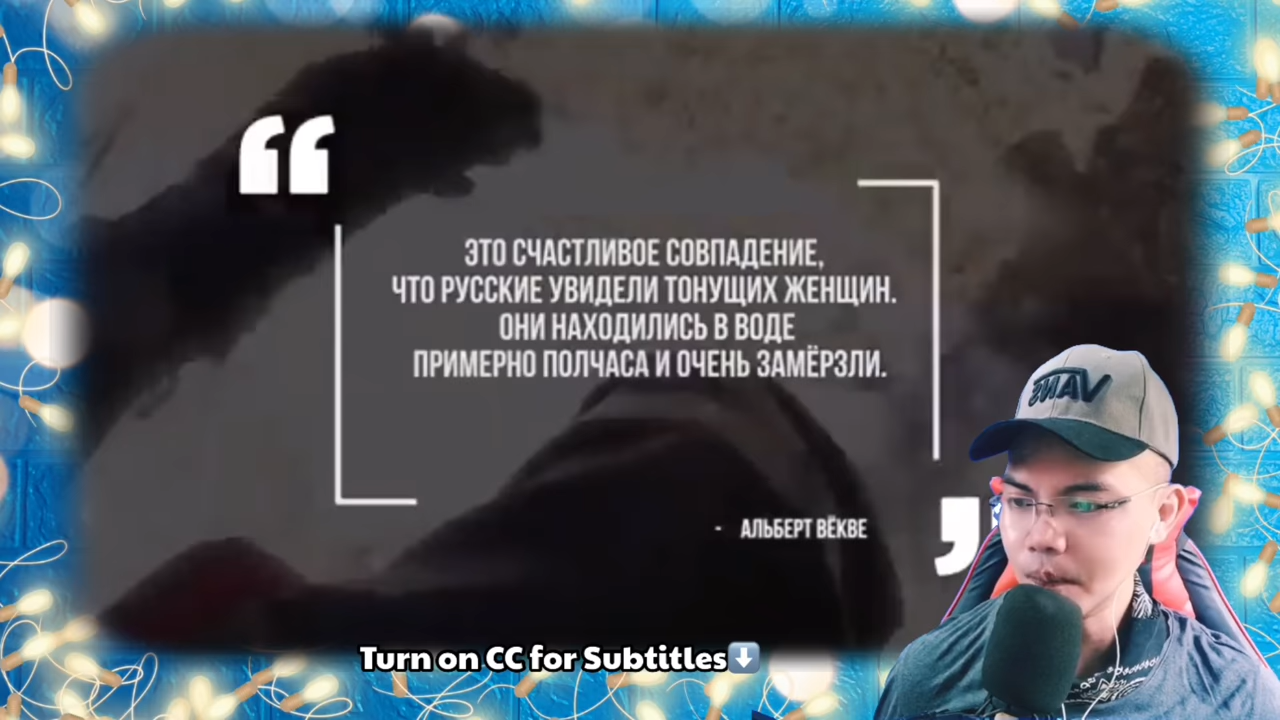 ЭТО СЧАСТЛИВОЕ СОВПАДЕНИЕ,
ЧТО РУССКИЕ УВИДЕЛИ ТОНУЩИХ ЖЕНЩИН.
ОНИ НАХОДИЛИСЬ В ВОДЕ
ПРИМЕРНО ПОЛЧАСА И ОЧЕНЬ ЗАМЁРЗЛИ.
- АЛЬБЕРТ ВЁКВЕ
VANS
Turn on CC for Subtitles⬇️